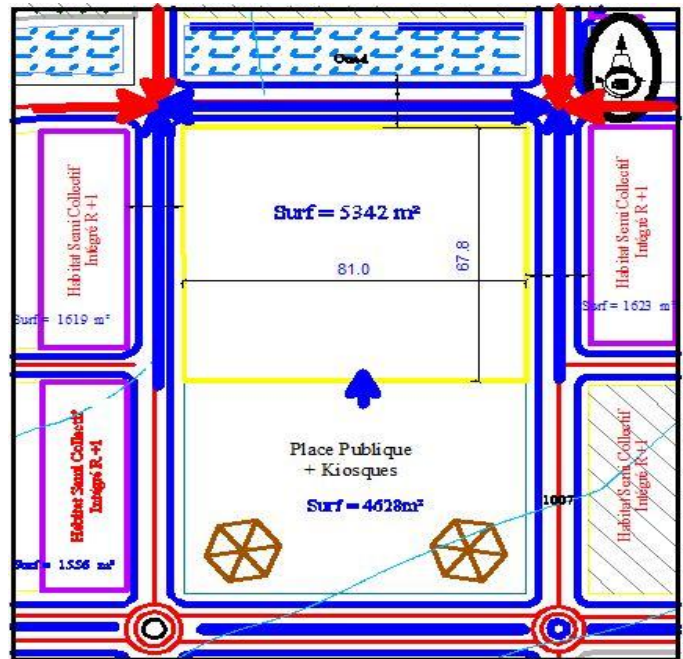 Oued
Surf = 5342 m²
81.0
67.8
Habitat Semi Collectif
Intégré R +1
Surf = 1619 m²
Habitat Semi Collectif
Intégré R +1
Surf = 1623 m²
Place Publique
+ Kiosques
Surf = 4628m²
Habitat Semi Collectif
Intégré R +1
Surf = 1556 m²
Habitat Semi Collectif
Intégré R +1
1007